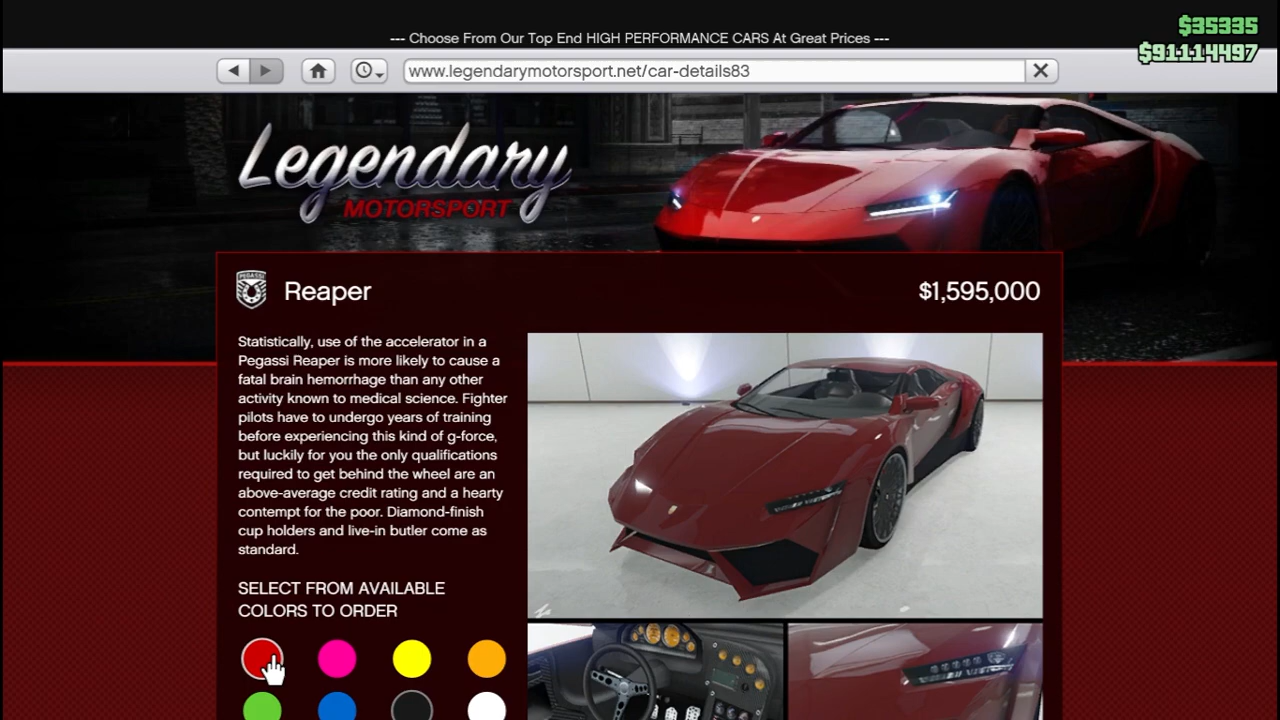 $35335
--- Choose From Our Top End HIGH PERFORMANCE CARS At Great Prices ---
$91114497
www.legendarymotorsport.net/car-details83
Legendary
MOTORSPORT
PEGASSI
Reaper
$1,595,000
Statistically, use of the accelerator in a
Pegassi Reaper is more likely to cause a
fatal brain hemorrhage than any other
activity known to medical science. Fighter
pilots have to undergo years of training
before experiencing this kind of g-force,
but luckily for you the only qualifications
required to get behind the wheel are an
above-average credit rating and a hearty
contempt for the poor. Diamond-finish
cup holders and live-in butler come as
standard.
SELECT FROM AVAILABLE
COLORS TO ORDER